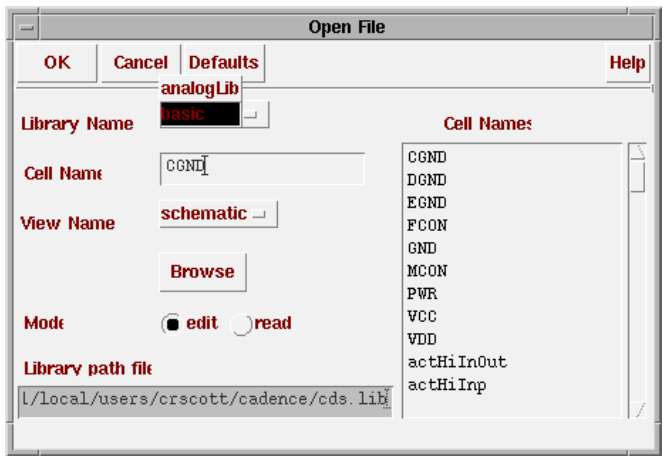 Open File
OK Cancel Defaults Help
analogLib
Library Name basic Cell Names
Cell Name CGND
View Name schematic
Browse
Mode edit read
Library path file
l/local/users/crscott/cadence/cds.lib
CGND
DGND
EGND
FCON
GND
MCON
PWR
VCC
VDD
actHiInOut
actHiInp